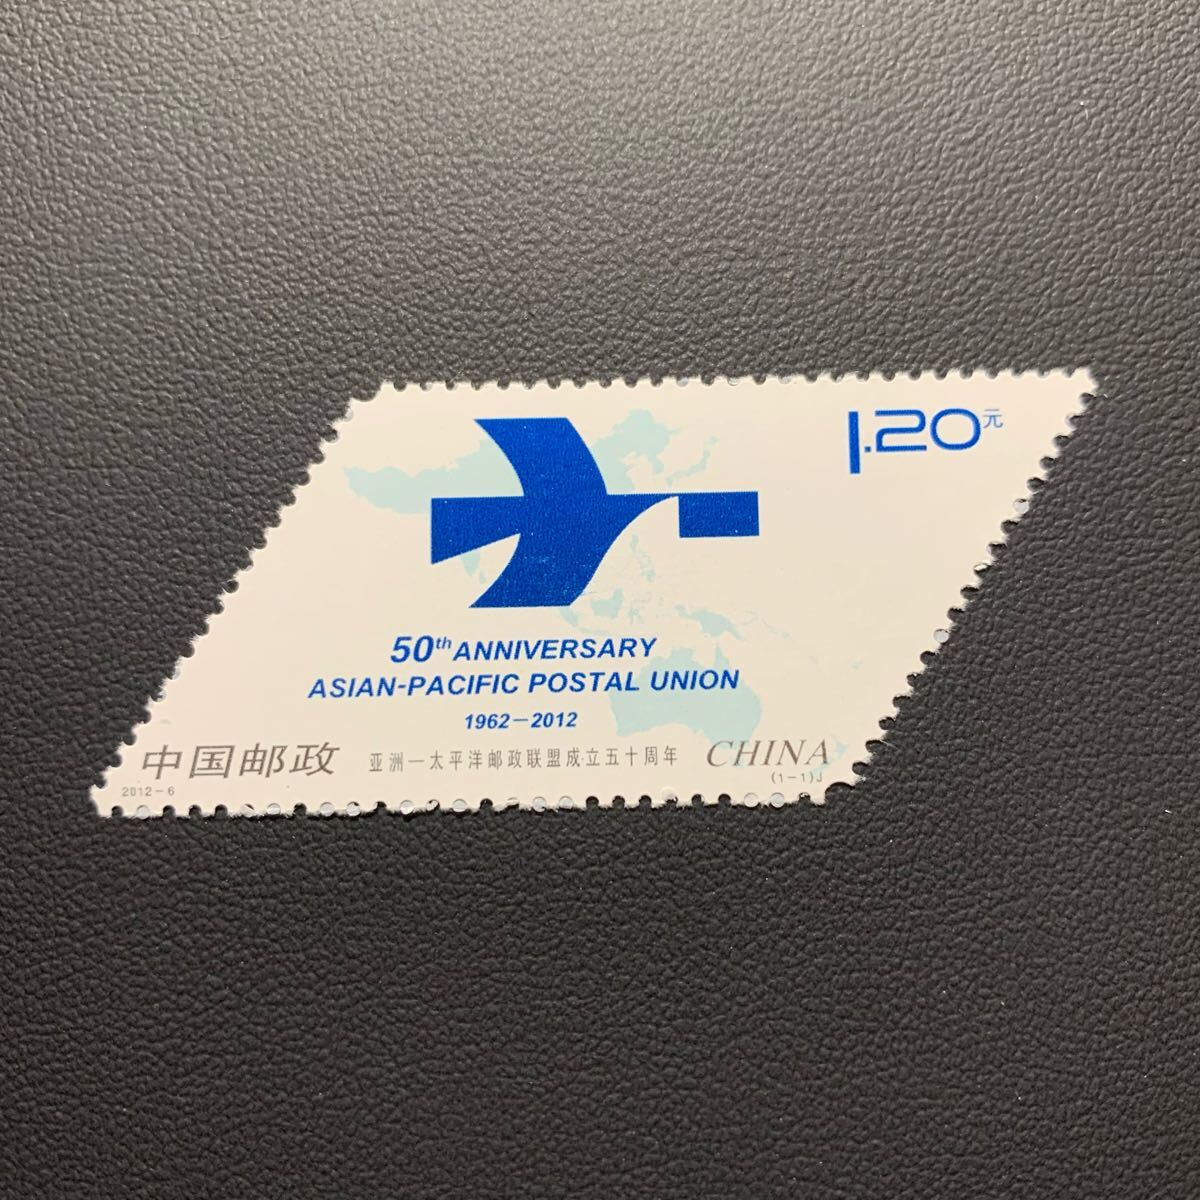 1.20元
50th ANNIVERSARY
ASIAN-PACIFIC POSTAL UNION
1962-2012
中国邮政 亚洲—太平洋邮政联盟成立五十周年 CHINA
2012-6 (1-1)J